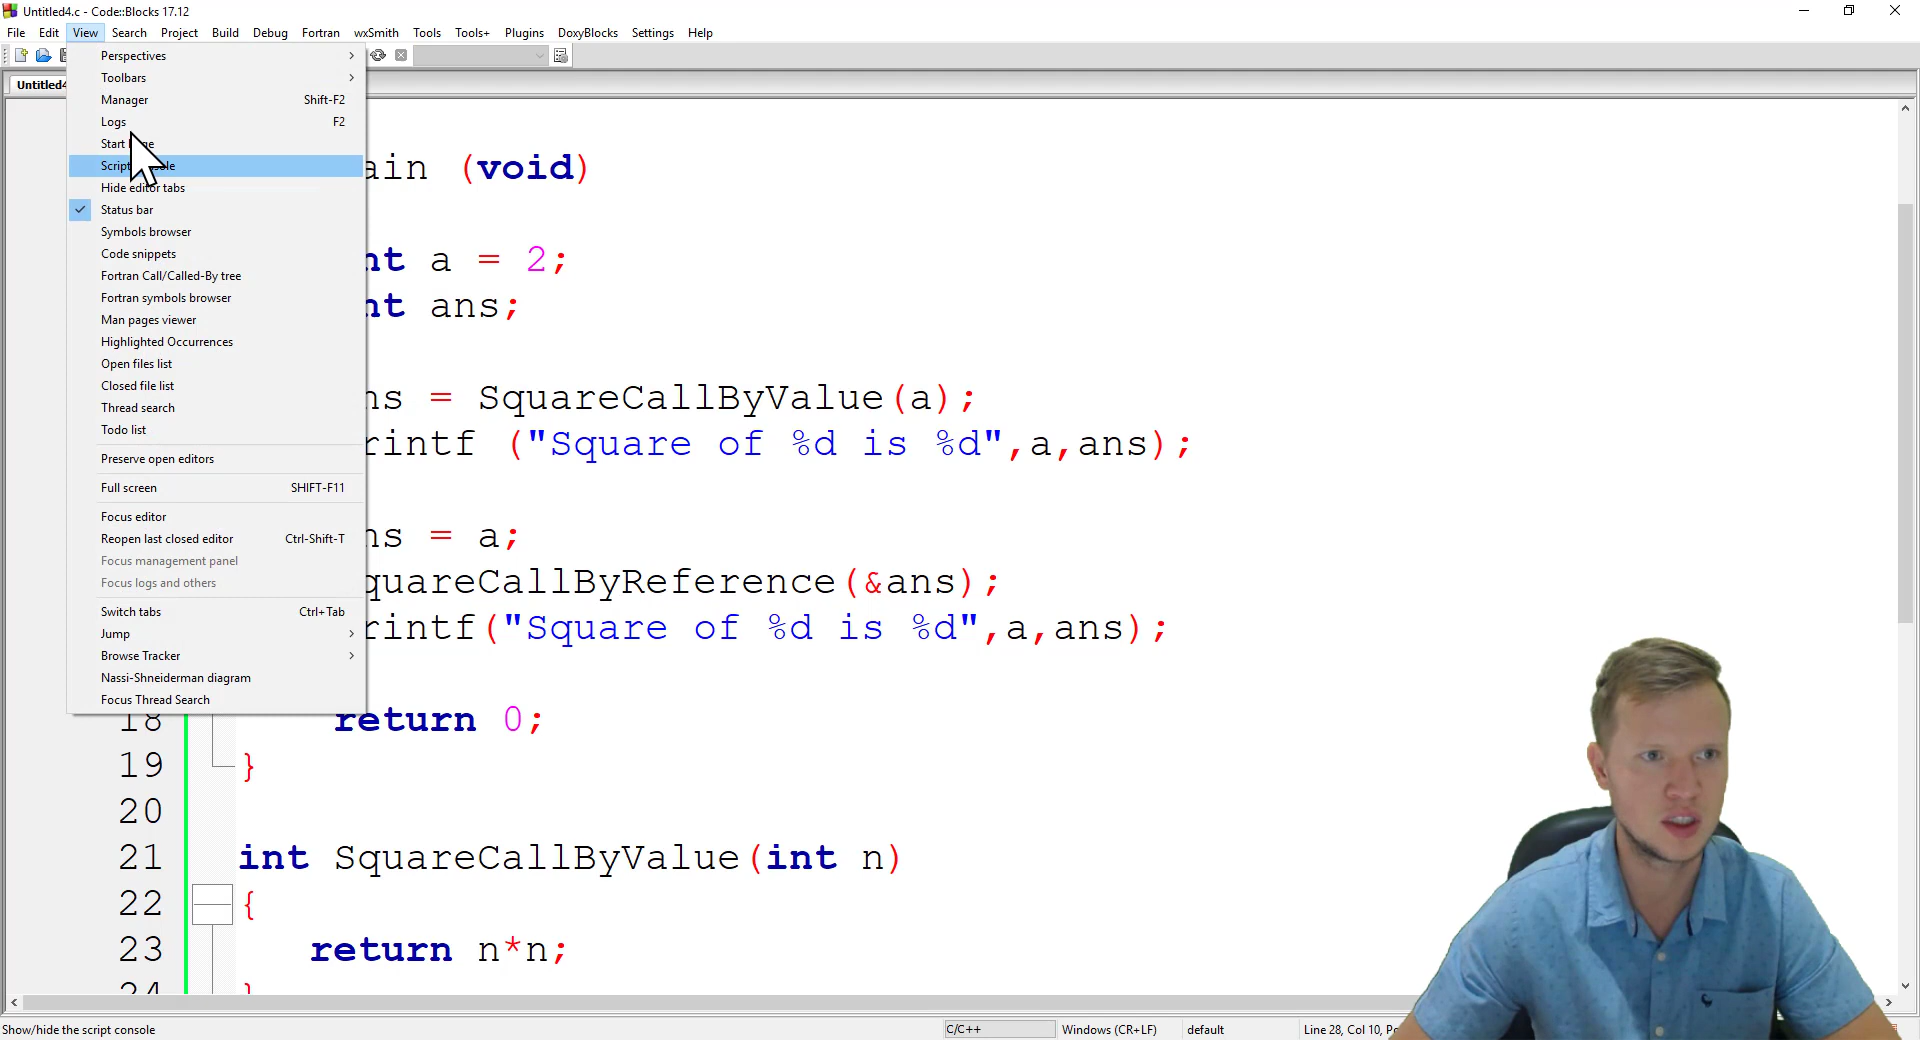 Untitled4.c - Code::Blocks 17.12
File Edit View Search Project Build Debug Fortran wxSmith Tools Tools+ Plugins DoxyBlocks Settings Help
Untitled4
Perspectives
Toolbars
Manager Shift-F2
Logs F2
Start
Hide editor tabs
Status bar
Symbols browser
Code snippets
Fortran Call/Called-By tree
Fortran symbols browser
Man pages viewer
Highlighted Occurrences
Open files list
Closed file list
Thread search
Todo list
Preserve open editors
Full screen SHIFT-F11
Focus editor
Reopen last closed editor Ctrl-Shift-T
Focus management panel
Focus logs and others
Switch tabs Ctrl+Tab
Jump
Browse Tracker
Nassi-Shneiderman diagram
Focus Thread Search
ain (void)
nt a = 2;
nt ans;
ns = SquareCallByValue(a);
rintf ("Square of %d is %d",a,ans);
ns = a;
quareCallByReference(&ans);
rintf("Square of %d is %d",a,ans);
18 return 0;
19 }
20
21 int SquareCallByValue(int n)
22 {
23 return n*n;
24 }
Show/hide the script console C/C++ Windows (CR+LF) default Line 28, Col 10,